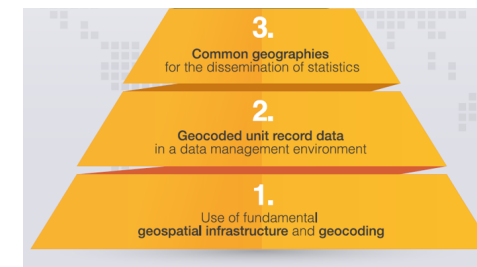 3.
Common geographies
for the dissemination of statistics
2.
Geocoded unit record data
in a data management environment
1.
Use of fundamental
geospatial infrastructure and geocoding